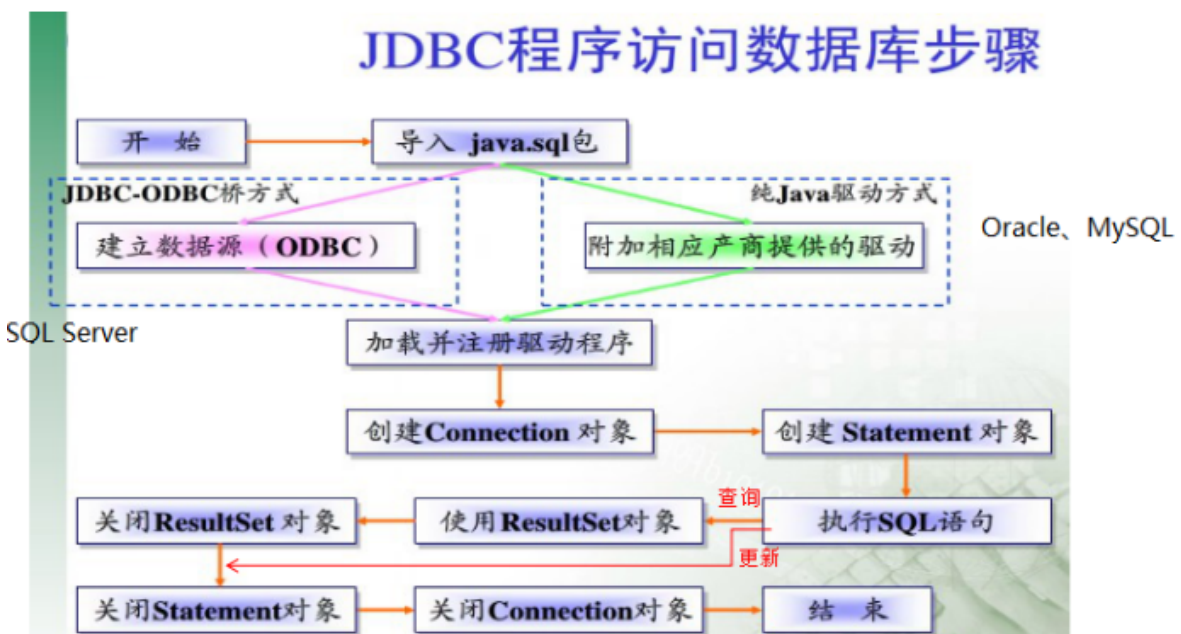 JDBC程序访问数据库步骤
开 始
导入 java.sql包
JDBC-ODBC桥方式
纯Java驱动方式
建立数据源（ODBC）
附加相应产商提供的驱动
Oracle、MySQL
SQL Server
加载并注册驱动程序
创建Connection 对象
创建 Statement 对象
查询
关闭ResultSet 对象
使用ResultSet对象
执行SQL语句
更新
关闭Statement对象
关闭Connection对象
结 束